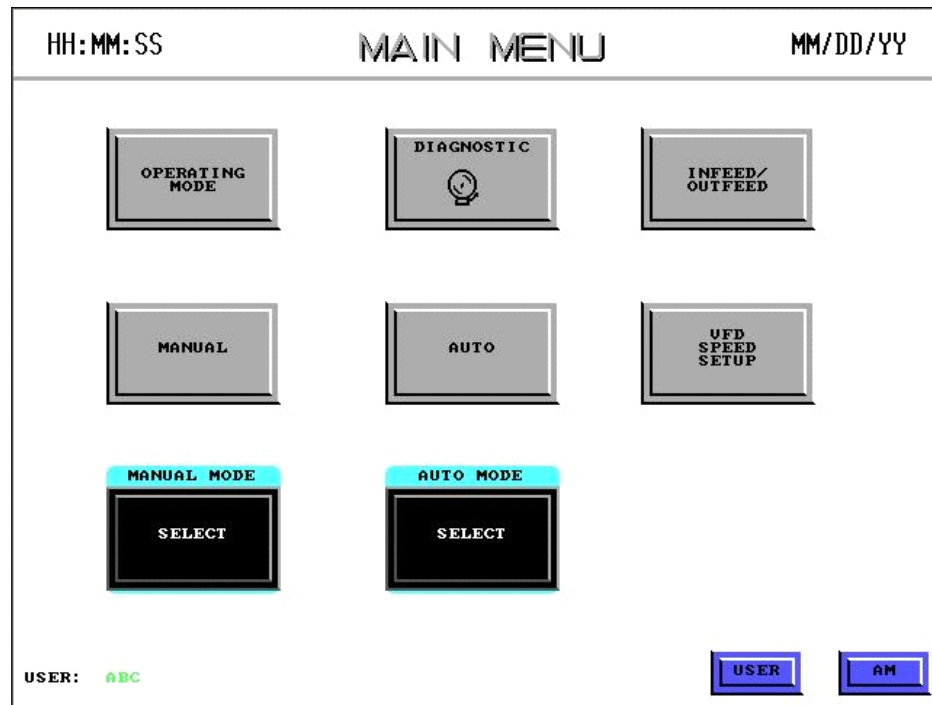 HH:MM:SS MAIN MENU MM/DD/YY
OPERATING
MODE
DIAGNOSTIC
INFEED/
OUTFEED
MANUAL
AUTO
VFD
SPEED
SETUP
MANUAL MODE
SELECT
AUTO MODE
SELECT
USER: ABC
USER
AM